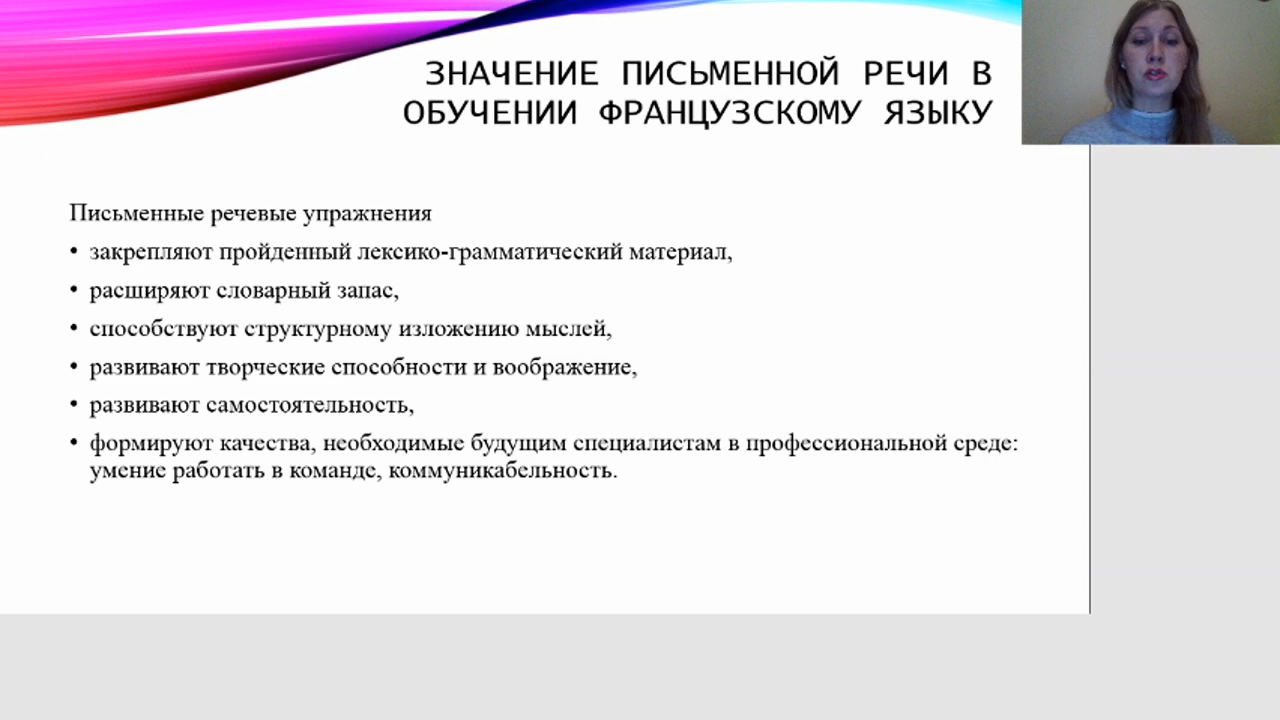 ЗНАЧЕНИЕ ПИСЬМЕННОЙ РЕЧИ В
ОБУЧЕНИИ ФРАНЦУЗСКОМУ ЯЗЫКУ
Письменные речевые упражнения
• закрепляют пройденный лексико-грамматический материал,
• расширяют словарный запас,
• способствуют структурному изложению мыслей,
• развивают творческие способности и воображение,
• развивают самостоятельность,
• формируют качества, необходимые будущим специалистам в профессиональной среде:
умение работать в команде, коммуникабельность.